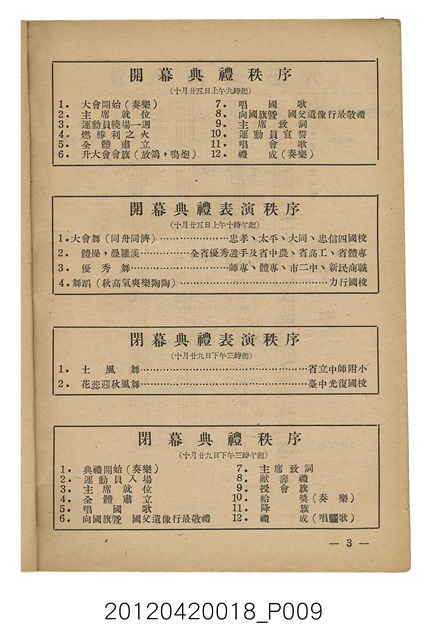 開幕典禮秩序
(十月廿五日上午九時起)
1. 大會開始(奏樂)
2. 主席就位
3. 運動員繞場一週
4. 燃勝利之火
5. 全體肅立
6. 升大會會旗(放鴿，鳴炮)
7. 唱國歌
8. 向國旗暨 國父遺像行最敬禮
9. 主席致詞
10. 運動員宣誓
11. 唱會歌
12. 禮成(奏樂)
開幕典禮表演秩序
(十月廿五日上午十時起)
1. 大會舞(同舟同濟)……………忠孝、太平、大同、忠信四國校
2. 體操，疊羅漢……………全省優秀選手及省中農、省高工、省體專
3. 優秀舞……………師專、體專、市二中、新民商職
4. 舞蹈(秋高氣爽樂陶陶)……………力行國校
閉幕典禮表演秩序
(十月廿九日下午三時起)
1. 土風舞……………省立中師附小
2. 花蕊迎秋風舞……………臺中光復國校
閉幕典禮秩序
(十月廿九日下午三時半起)
1. 典禮開始(奏樂)
2. 運動員入場
3. 主席就位
4. 全體肅立
5. 唱國歌
6. 向國旗暨 國父遺像行最敬禮
7. 主席致詞
8. 献壽禮
9. 授會旗
10. 給獎(奏樂)
11. 降旗
12. 禮成(唱驪歌)
— 3 —
20120420018_P009